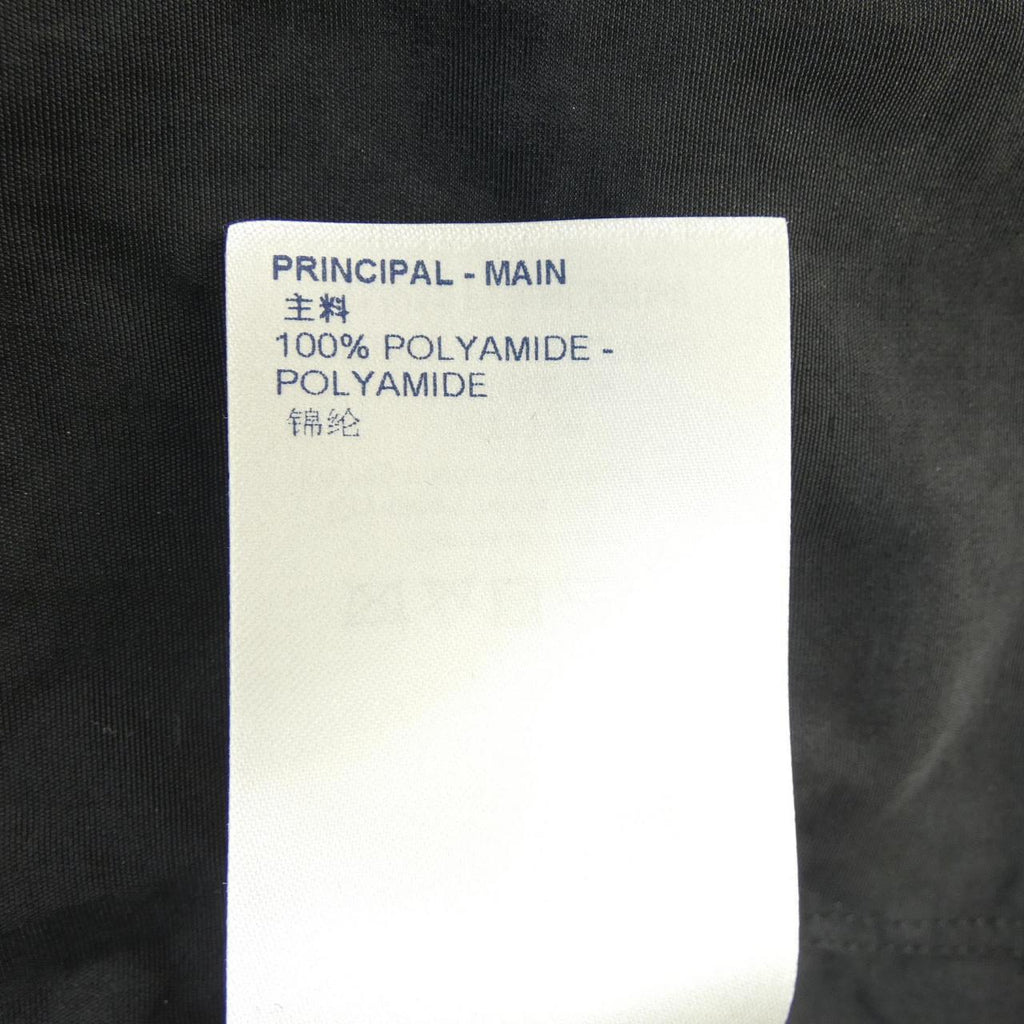 PRINCIPAL - MAIN
主料
100% POLYAMIDE -
POLYAMIDE
锦纶